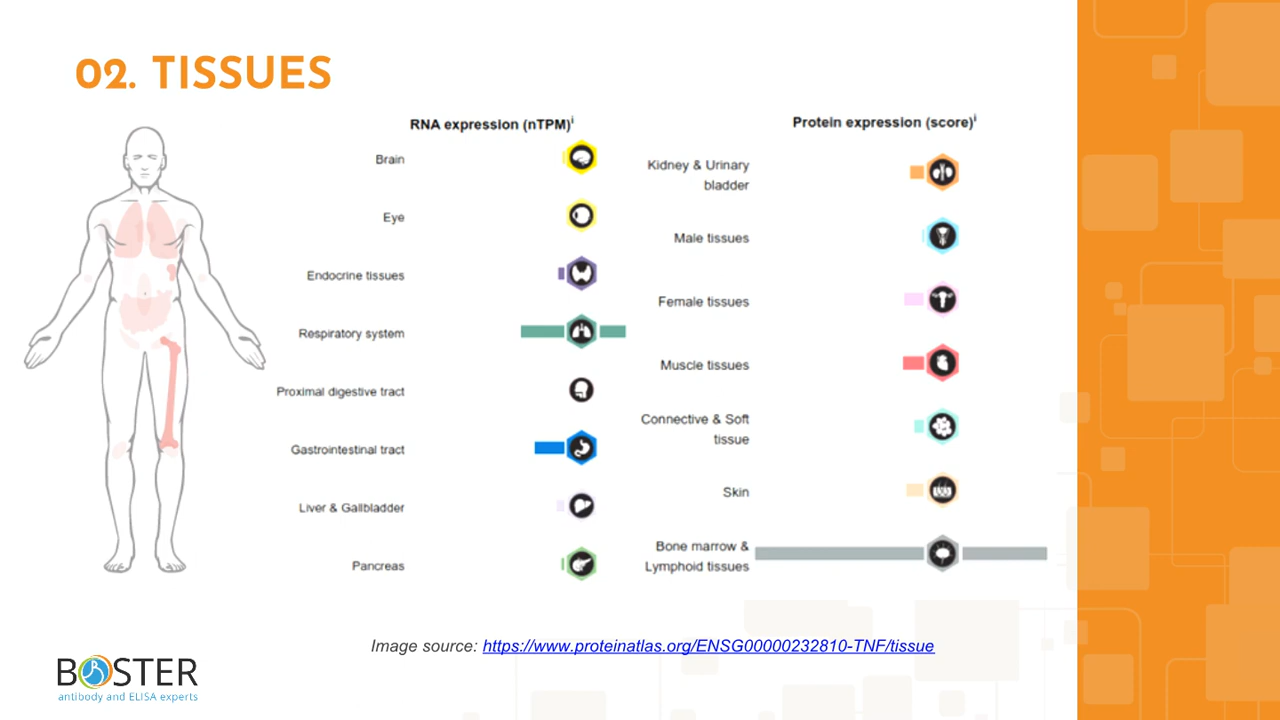 02. TISSUES
RNA expression (nTPM)i
Brain
Eye
Endocrine tissues
Respiratory system
Proximal digestive tract
Gastrointestinal tract
Liver & Gallbladder
Pancreas
Protein expression (score)i
Kidney & Urinary
bladder
Male tissues
Female tissues
Muscle tissues
Connective & Soft
tissue
Skin
Bone marrow &
Lymphoid tissues
Image source: https://www.proteinatlas.org/ENSG00000232810-TNF/tissue
BOSTER
antibody and ELISA experts